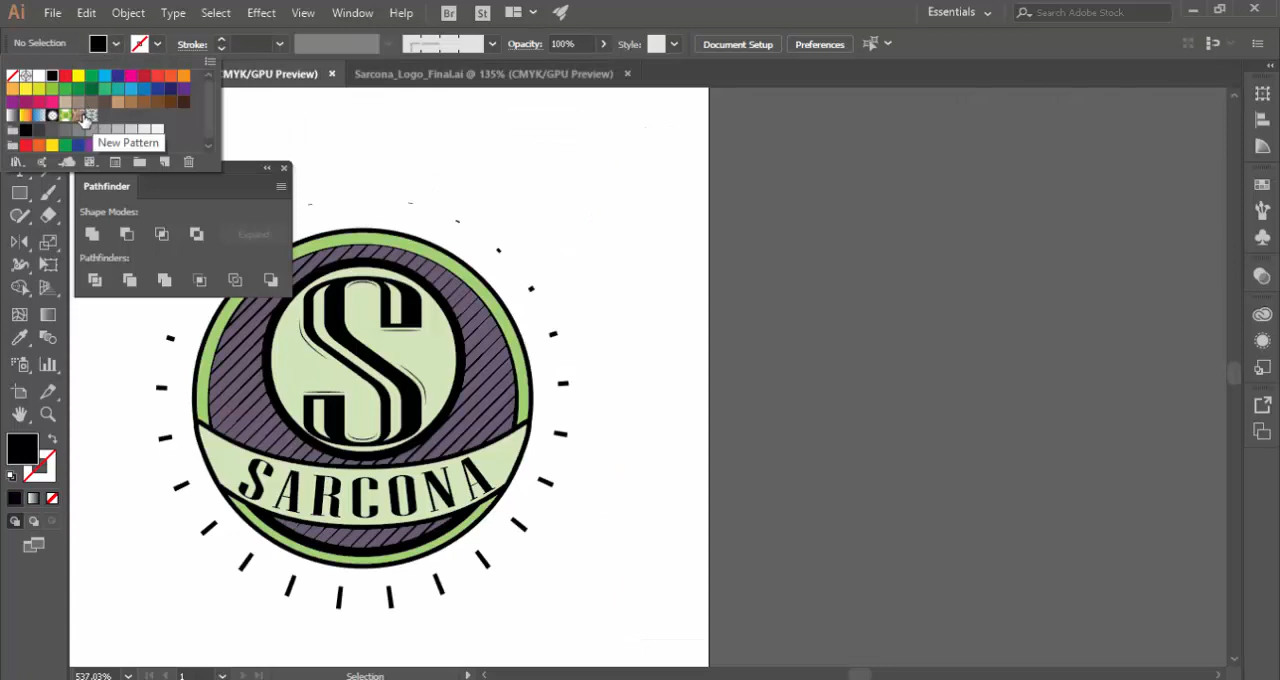 Ai File Edit Object Type Select Effect View Window Help Br St Essentials Search Adobe Stock
No Selection Stroke: Opacity: 100% Style: Document Setup Preferences
CMYK/GPU Preview) × Sarcona_Logo_Final.ai @ 135% (CMYK/GPU Preview) ×
New Pattern
Pathfinder
Shape Modes:
Expand
Pathfinders:
S
SARCONA
537.03% 1 Selection